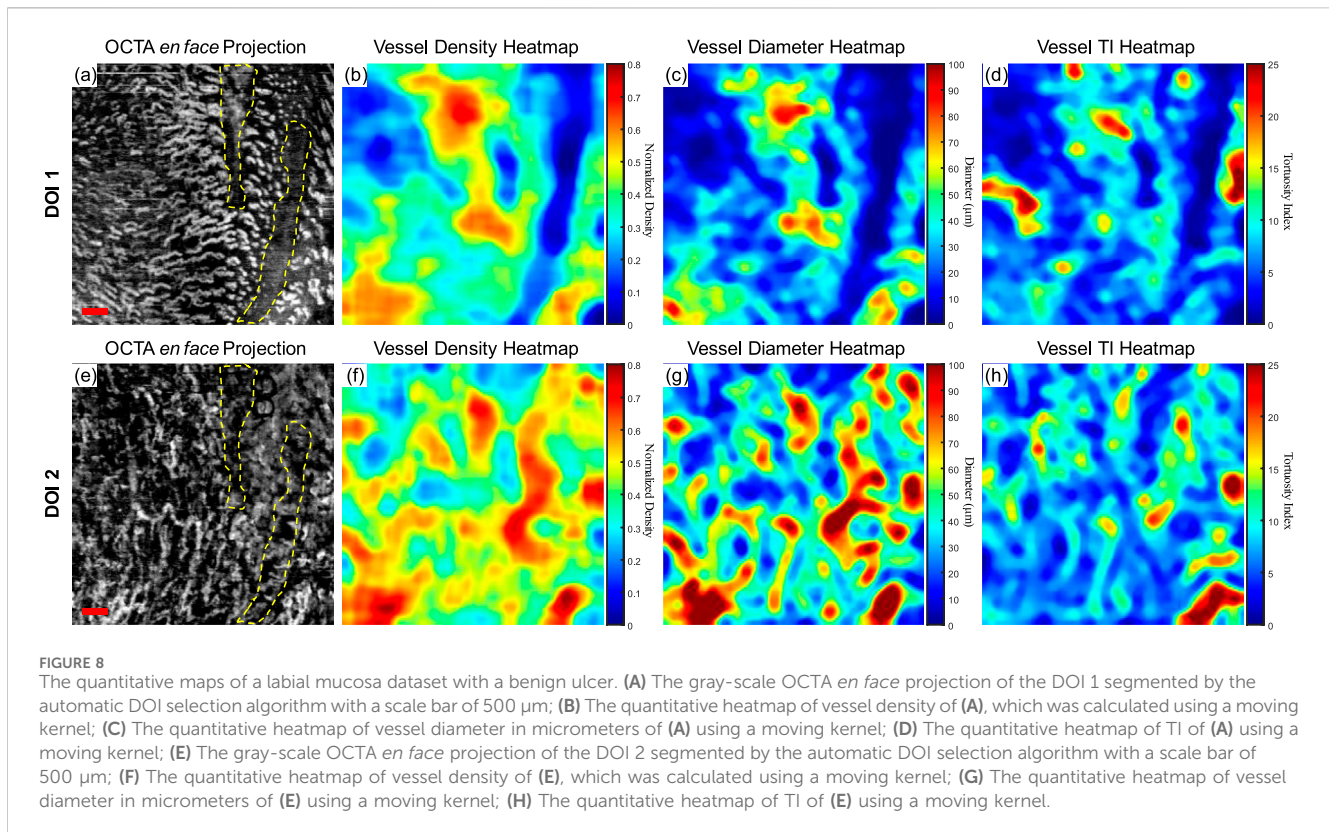 OCTA en face Projection
Vessel Density Heatmap
Vessel Diameter Heatmap
Vessel TI Heatmap
DOI 1
(a)
(b)
0.8
0.7
0.6
0.5
0.4
0.3
0.2
0.1
0
Normalized Density
(c)
100
90
80
70
60
50
40
30
20
10
0
Diameter (µm)
(d)
25
20
15
10
5
0
Tortuosity Index
OCTA en face Projection
Vessel Density Heatmap
Vessel Diameter Heatmap
Vessel TI Heatmap
DOI 2
(e)
(f)
0.8
0.7
0.6
0.5
0.4
0.3
0.2
0.1
0
Normalized Density
(g)
100
90
80
70
60
50
40
30
20
10
0
Diameter (µm)
(h)
25
20
15
10
5
0
Tortuosity Index
FIGURE 8
The quantitative maps of a labial mucosa dataset with a benign ulcer. (A) The gray-scale OCTA en face projection of the DOI 1 segmented by the
automatic DOI selection algorithm with a scale bar of 500 µm; (B) The quantitative heatmap of vessel density of (A), which was calculated using a moving
kernel; (C) The quantitative heatmap of vessel diameter in micrometers of (A) using a moving kernel; (D) The quantitative heatmap of TI of (A) using a
moving kernel; (E) The gray-scale OCTA en face projection of the DOI 2 segmented by the automatic DOI selection algorithm with a scale bar of
500 µm; (F) The quantitative heatmap of vessel density of (E), which was calculated using a moving kernel; (G) The quantitative heatmap of vessel
diameter in micrometers of (E) using a moving kernel; (H) The quantitative heatmap of TI of (E) using a moving kernel.